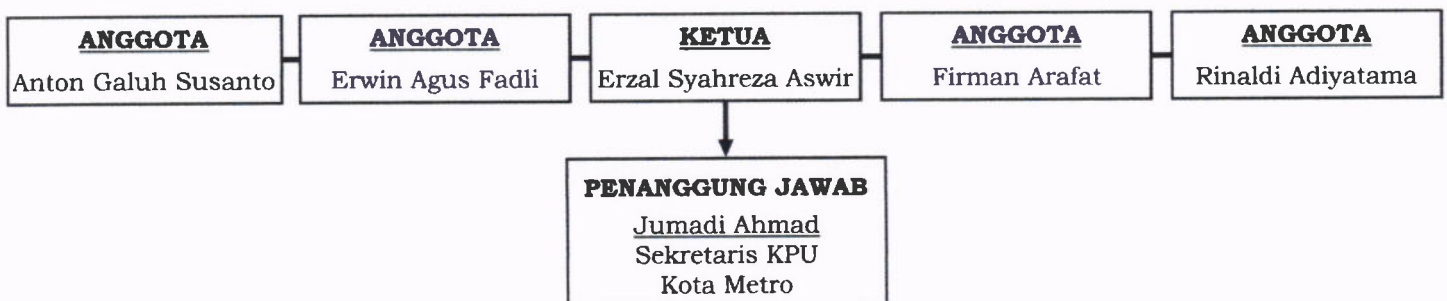 ANGGOTA
Anton Galuh Susanto
ANGGOTA
Erwin Agus Fadli
KETUA
Erzal Syahreza Aswir
ANGGOTA
Firman Arafat
ANGGOTA
Rinaldi Adiyatama
PENANGGUNG JAWAB
Jumadi Ahmad
Sekretaris KPU
Kota Metro